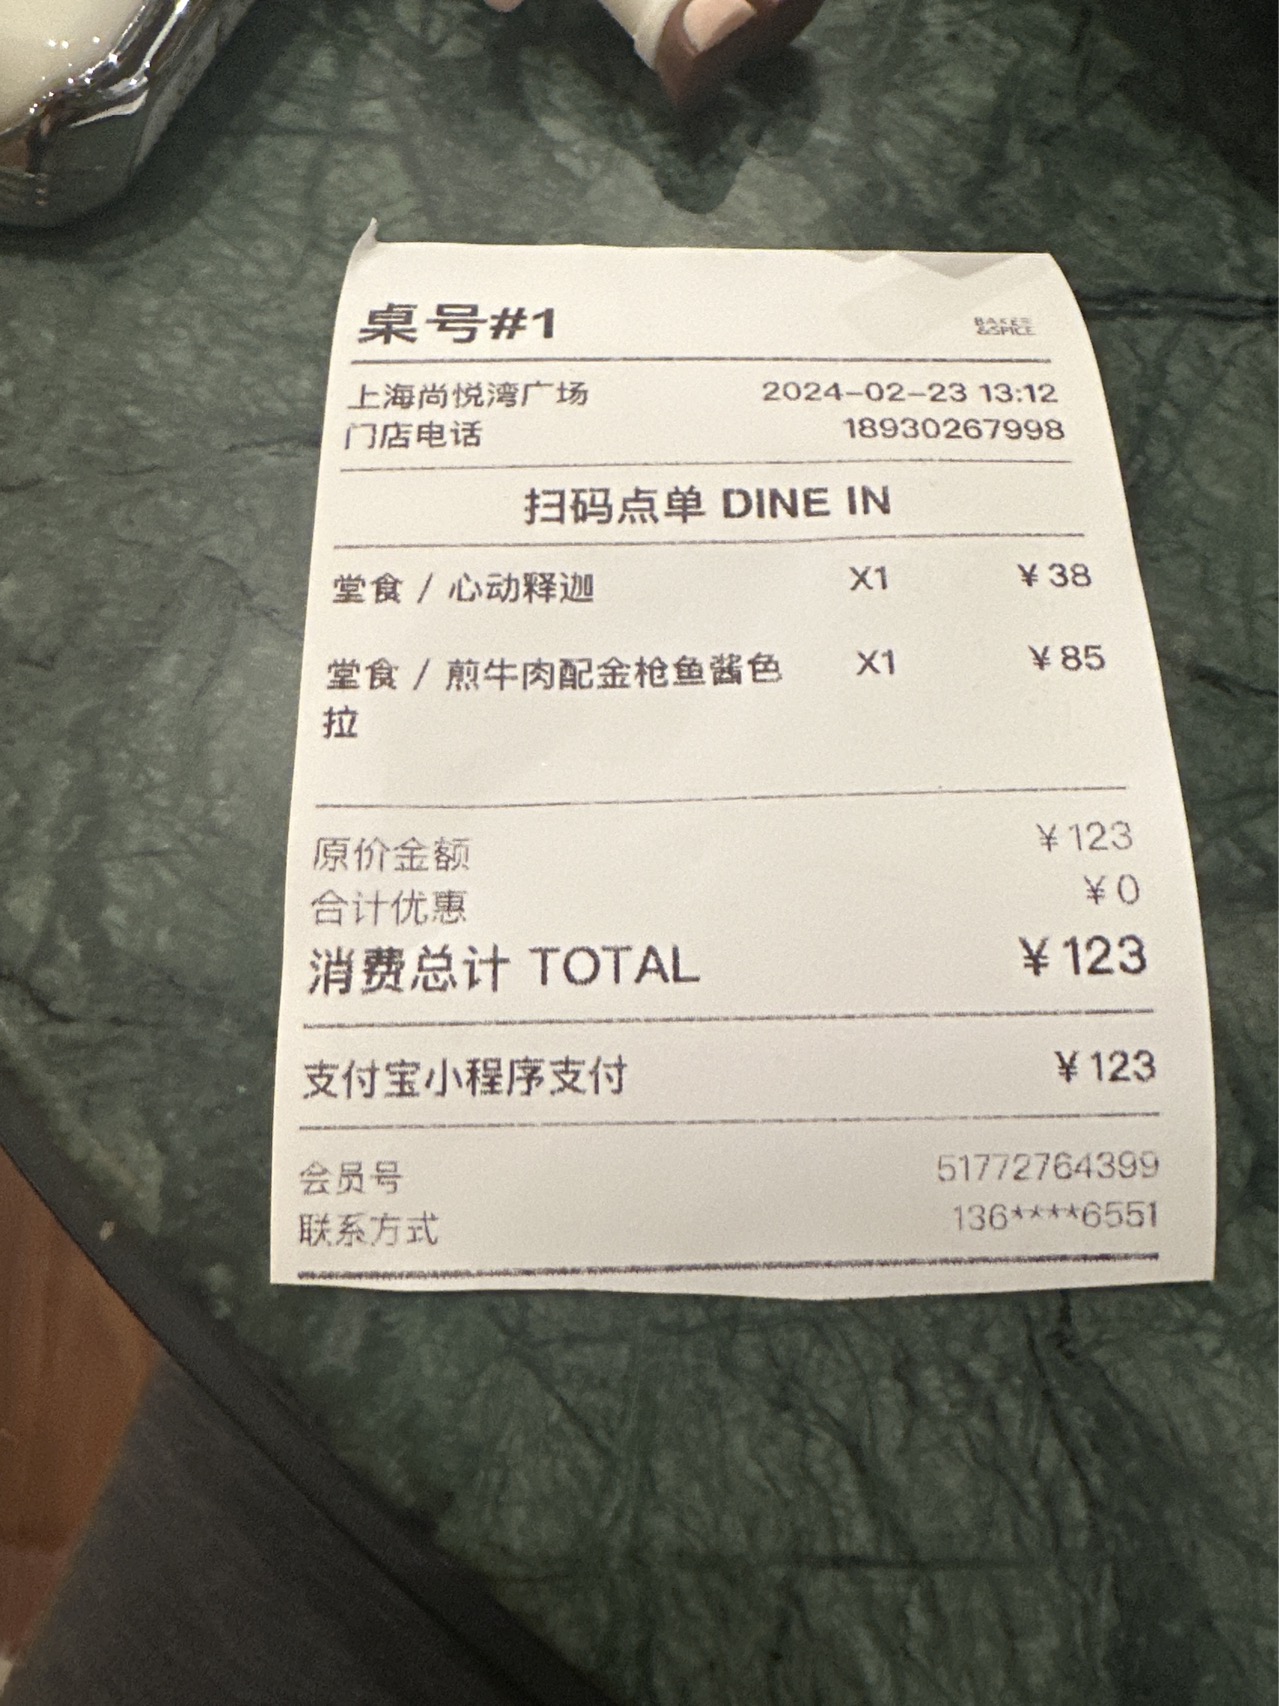 桌号#1
BAKER
&SPICE
上海尚悦湾广场 2024-02-23 13:12
门店电话 18930267998
扫码点单 DINE IN
堂食 / 心动释迦 X1 ¥38
堂食 / 煎牛肉配金枪鱼酱色 X1 ¥85
拉
原价金额 ¥123
合计优惠 ¥0
消费总计 TOTAL ¥123
支付宝小程序支付 ¥123
会员号 51772764399
联系方式 136****6551